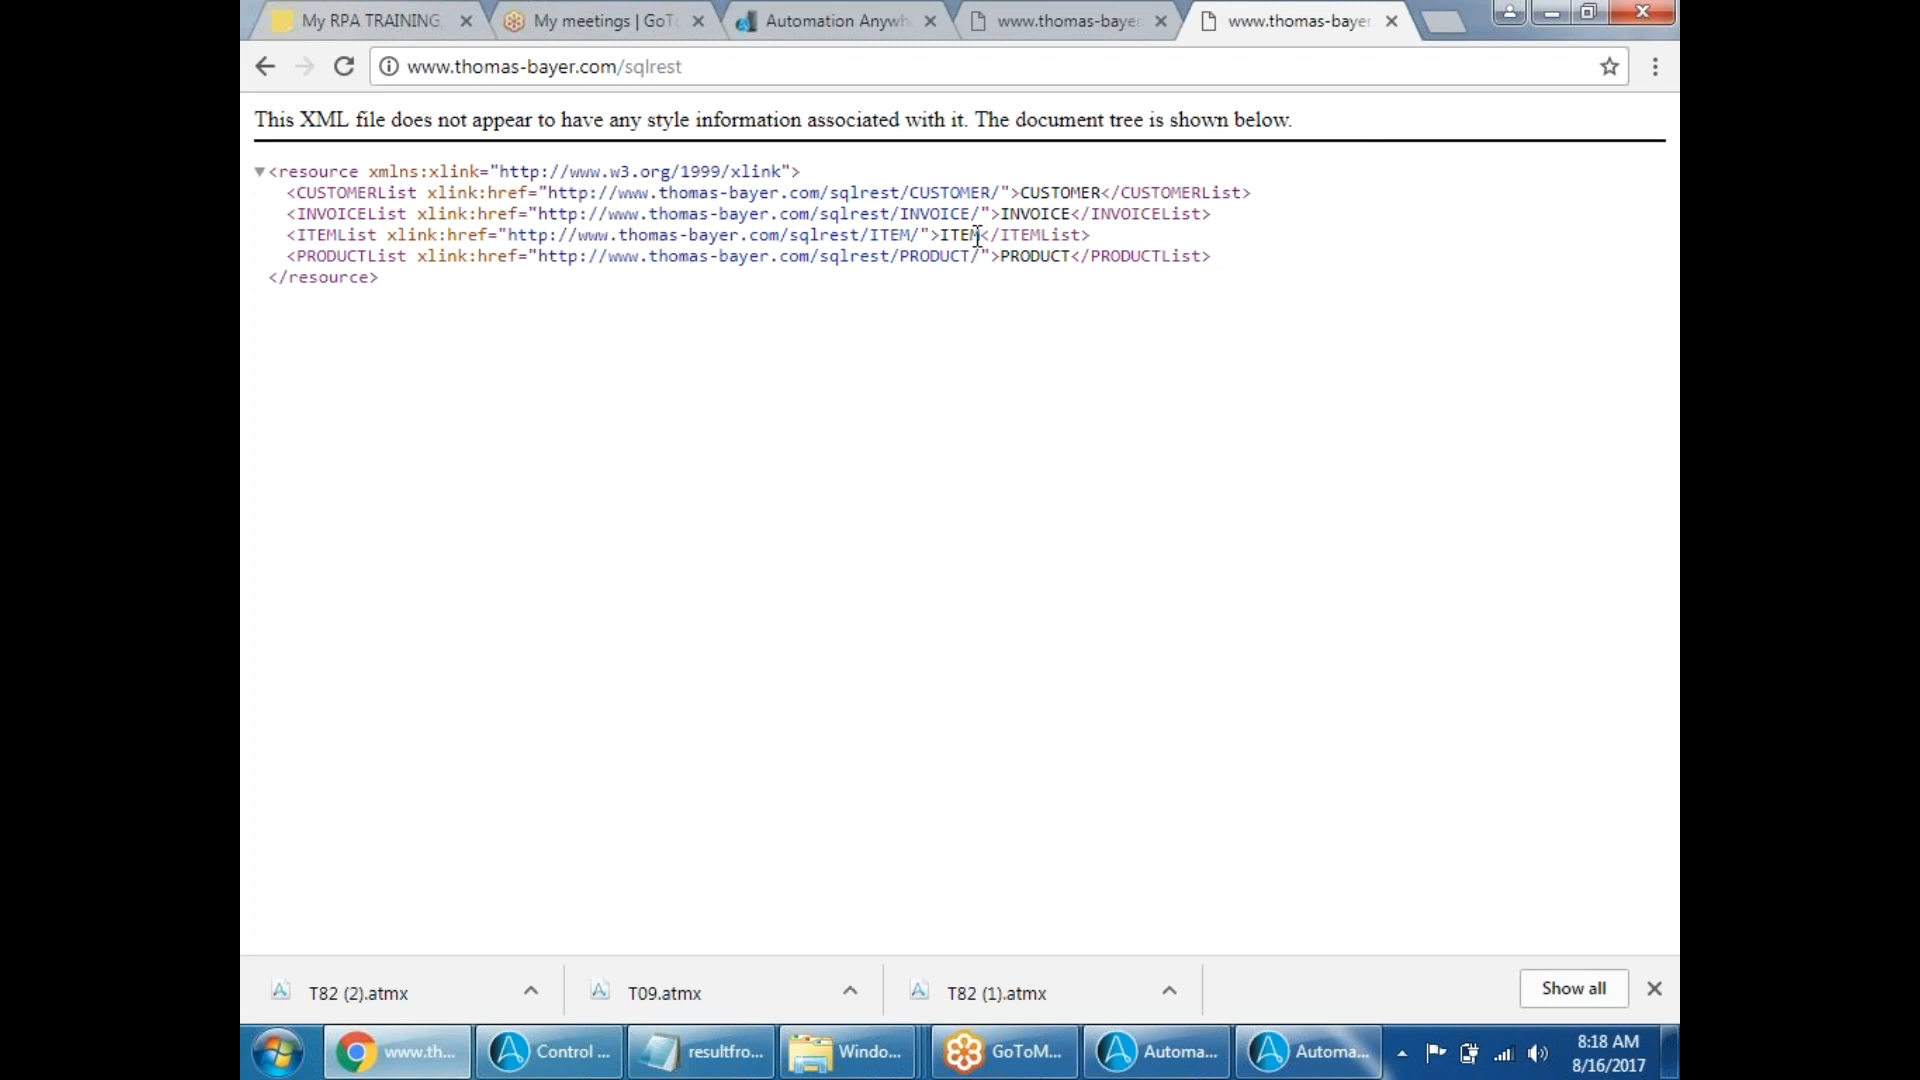 My RPA TRAINING
My meetings | GoTo
Automation Anywh
www.thomas-bayer
www.thomas-bayer
www.thomas-bayer.com/sqlrest
This XML file does not appear to have any style information associated with it. The document tree is shown below.
<resource xmlns:xlink="http://www.w3.org/1999/xlink">
<CUSTOMERList xlink:href="http://www.thomas-bayer.com/sqlrest/CUSTOMER/">CUSTOMER</CUSTOMERList>
<INVOICEList xlink:href="http://www.thomas-bayer.com/sqlrest/INVOICE/">INVOICE</INVOICEList>
<ITEMList xlink:href="http://www.thomas-bayer.com/sqlrest/ITEM/">ITEM</ITEMList>
<PRODUCTList xlink:href="http://www.thomas-bayer.com/sqlrest/PRODUCT/">PRODUCT</PRODUCTList>
</resource>
T82 (2).atmx
T09.atmx
T82 (1).atmx
Show all
www.th...
Control ...
resultfro...
Windo...
GoToM...
Automa...
Automa...
8:18 AM
8/16/2017